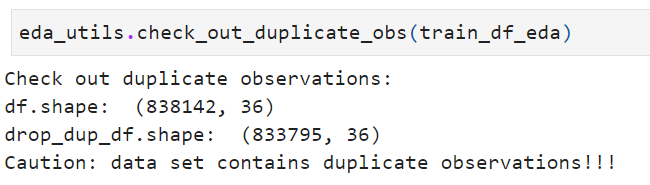 eda_utils.check_out_duplicate_obs(train_df_eda)
Check out duplicate observations:
df.shape:  (838142, 36)
drop_dup_df.shape:  (833795, 36)
Caution: data set contains duplicate observations!!!